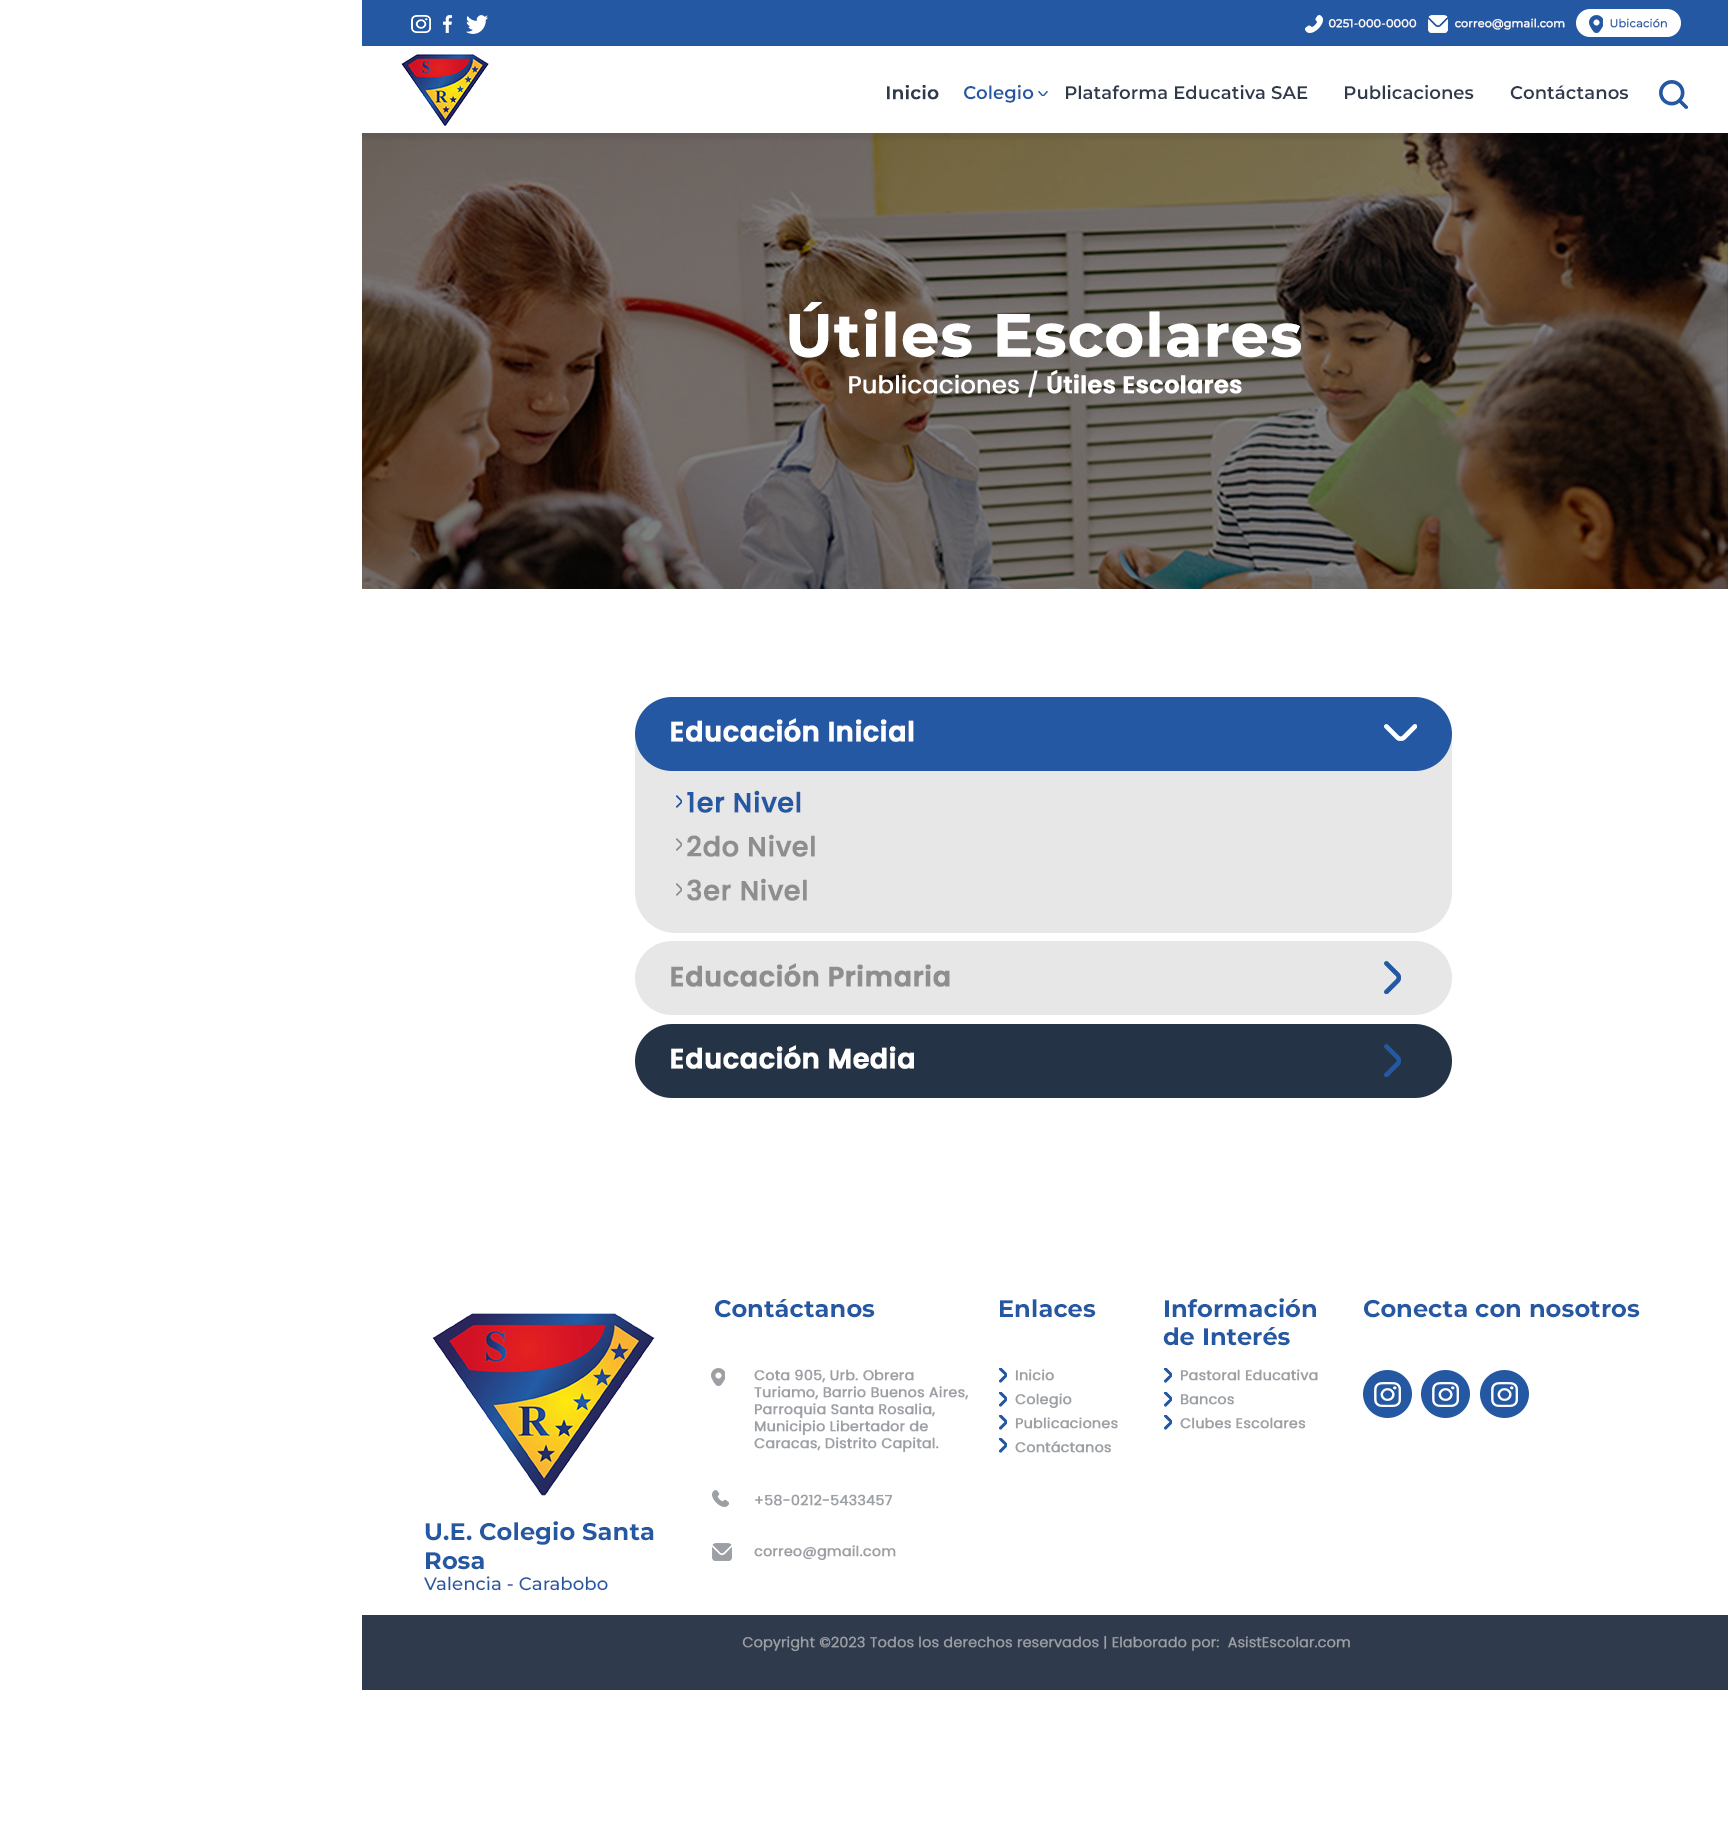 0251-000-0000 correo@gmail.com Ubicación
S
R
Inicio Colegio Plataforma Educativa SAE Publicaciones Contáctanos
Útiles Escolares
Publicaciones / Útiles Escolares
Educación Inicial
1er Nivel
2do Nivel
3er Nivel
Educación Primaria
Educación Media
S
R
U.E. Colegio Santa
Rosa
Valencia - Carabobo
Contáctanos
Cota 905, Urb. Obrera
Turiamo, Barrio Buenos Aires,
Parroquia Santa Rosalia,
Municipio Libertador de
Caracas, Distrito Capital.
+58-0212-5433457
correo@gmail.com
Enlaces
Inicio
Colegio
Publicaciones
Contáctanos
Información
de Interés
Pastoral Educativa
Bancos
Clubes Escolares
Conecta con nosotros
Copyright ©2023 Todos los derechos reservados | Elaborado por: AsistEscolar.com